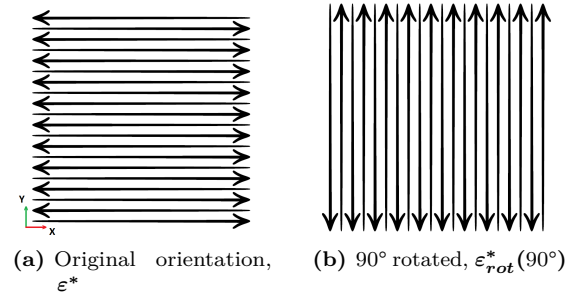 Y
X
(a) Original orientation,
ε*
(b) 90° rotated, ε*rot(90°)